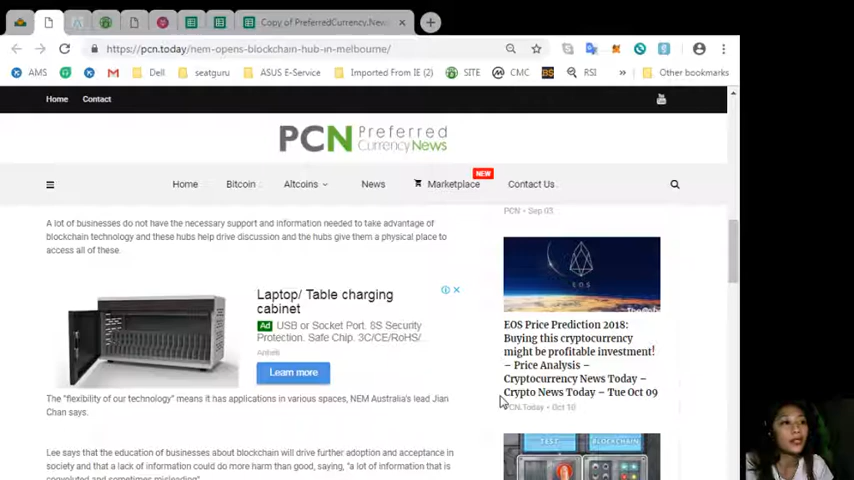 Copy of PreferredCurrency.New
https://pcn.today/nem-opens-blockchain-hub-in-melbourne/
AMS
Dell
seatguru
ASUS E-Service
Imported From IE (2)
SITE
CMC
BS
RSI
»
Other bookmarks
Home
Contact
PCN Preferred
CurrencyNews
NEW
Home
Bitcoin
Altcoins
News
Marketplace
Contact Us
A lot of businesses do not have the necessary support and information needed to take advantage of
blockchain technology and these hubs help drive discussion and the hubs give them a physical place to
access all of these.
Laptop/ Table charging
cabinet
Ad USB or Socket Port. 8S Security
Protection. Safe Chip. 3C/CE/RoHS/
Learn more
The "flexibility of our technology" means it has applications in various spaces, NEM Australia's lead Jian
Chan says.
Lee says that the education of businesses about blockchain will drive further adoption and acceptance in
society and that a lack of information could do more harm than good, saying, "a lot of information that is
convoluted and sometimes misleading"
PCN • Sep 03
E O S
EOS Price Prediction 2018:
Buying this cryptocurrency
might be profitable investment!
– Price Analysis –
Cryptocurrency News Today –
Crypto News Today – Tue Oct 09
PCN.Today • Oct 10
TEST
BLOCKCHAIN